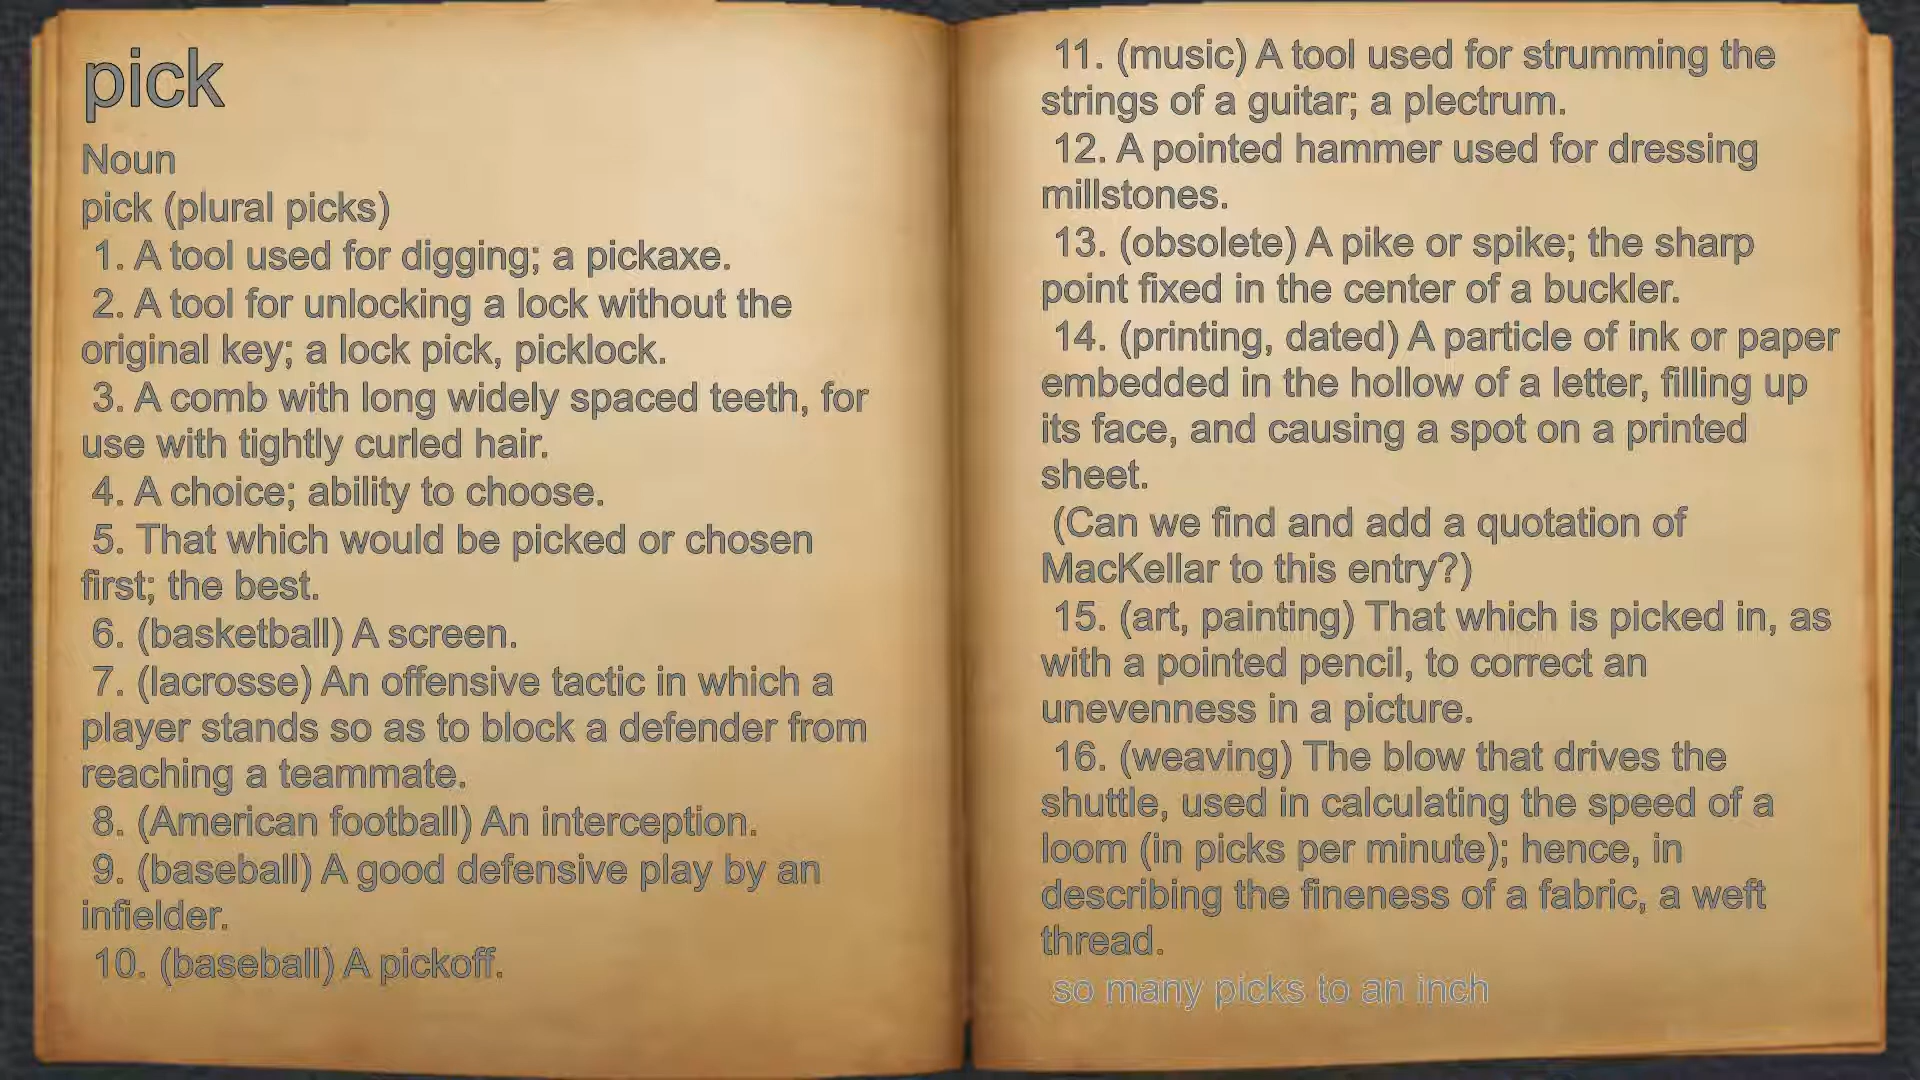 pick
Noun
pick (plural picks)
1. A tool used for digging; a pickaxe.
2. A tool for unlocking a lock without the
original key; a lock pick, picklock.
3. A comb with long widely spaced teeth, for
use with tightly curled hair.
4. A choice; ability to choose.
5. That which would be picked or chosen
first; the best.
6. (basketball) A screen.
7. (lacrosse) An offensive tactic in which a
player stands so as to block a defender from
reaching a teammate.
8. (American football) An interception.
9. (baseball) A good defensive play by an
infielder.
10. (baseball) A pickoff.
11. (music) A tool used for strumming the
strings of a guitar; a plectrum.
12. A pointed hammer used for dressing
millstones.
13. (obsolete) A pike or spike; the sharp
point fixed in the center of a buckler.
14. (printing, dated) A particle of ink or paper
embedded in the hollow of a letter, filling up
its face, and causing a spot on a printed
sheet.
(Can we find and add a quotation of
MacKellar to this entry?)
15. (art, painting) That which is picked in, as
with a pointed pencil, to correct an
unevenness in a picture.
16. (weaving) The blow that drives the
shuttle, used in calculating the speed of a
loom (in picks per minute); hence, in
describing the fineness of a fabric, a weft
thread.
so many picks to an inch